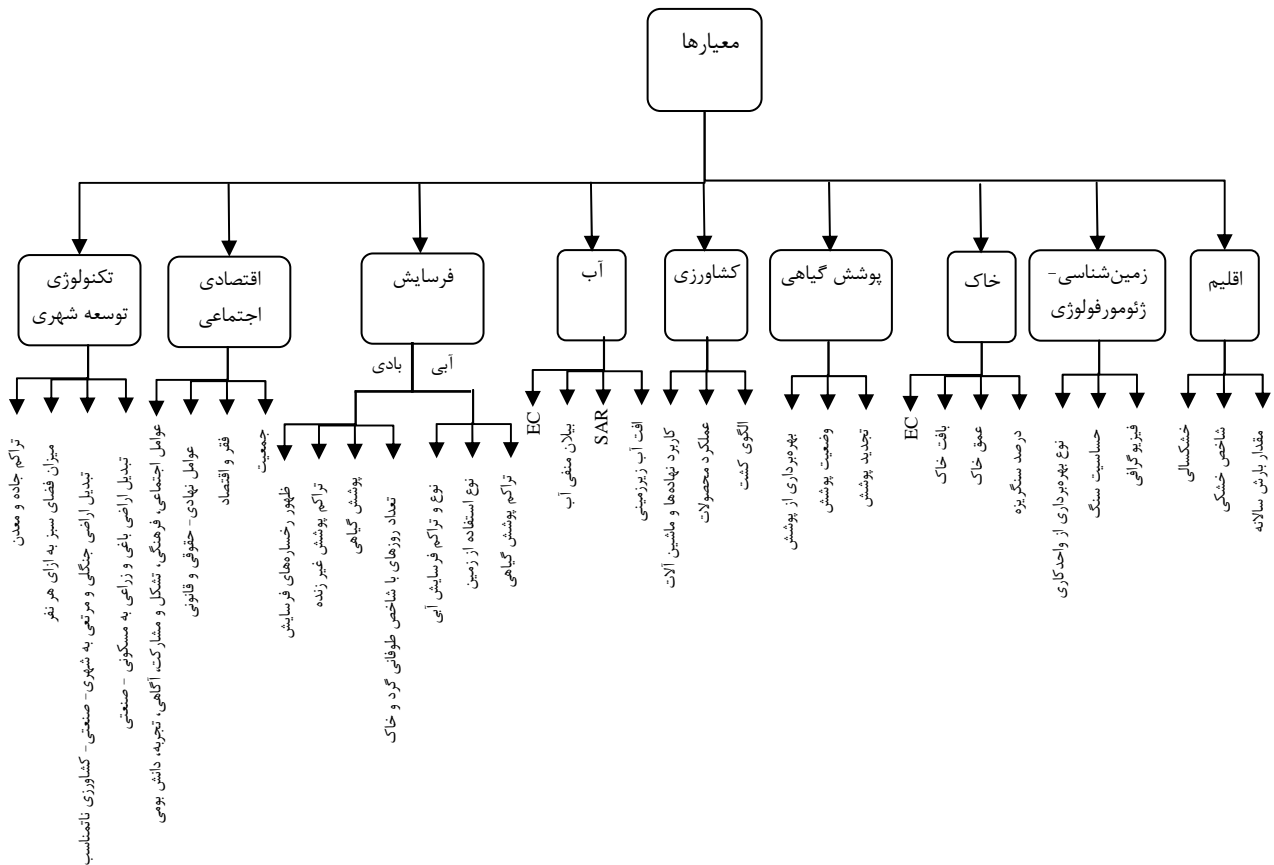 معیارها
اقلیم
زمین‌شناسی-
ژئومورفولوژی
خاک
پوشش گیاهی
کشاورزی
آب
فرسایش
اقتصادی
اجتماعی
تکنولوژی
توسعه شهری
آبی
بادی
مقدار بارش سالانه
شاخص خشکی
خشکسالی
فیزیوگرافی
حساسیت سنگ
نوع بهره‌برداری از واحدکاری
درصد سنگریزه
عمق خاک
بافت خاک
EC
تجدید پوشش
وضعیت پوشش
بهره‌برداری از پوشش
الگوی کشت
عملکرد محصولات
کاربرد نهاده‌ها و ماشین آلات
افت آب زیرزمینی
SAR
بیلان منفی آب
EC
تراکم پوشش گیاهی
نوع استفاده از زمین
نوع و تراکم فرسایش آبی
تعداد روزهای با شاخص طوفانی گرد و خاک
پوشش گیاهی
تراکم پوشش غیر زنده
ظهور رخساره‌های فرسایش
جمعیت
فقر و اقتصاد
عوامل نهادی- حقوقی و قانونی
عوامل اجتماعی، فرهنگی، تشکل و مشارکت، آگاهی، تجربه، دانش بومی
تبدیل اراضی باغی و زراعی به مسکونی - صنعتی
تبدیل اراضی جنگلی و مرتعی به شهری- صنعتی- کشاورزی نامتناسب
میزان فضای سبز به ازای هر نفر
تراکم جاده و معدن